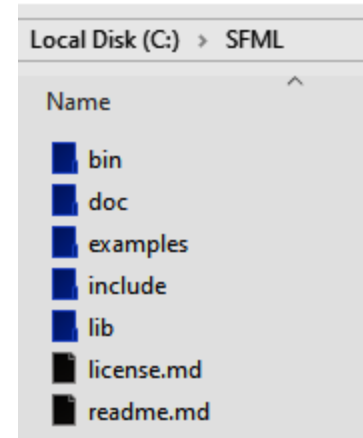 Local Disk (C:) > SFML
Name
bin
doc
examples
include
lib
license.md
readme.md